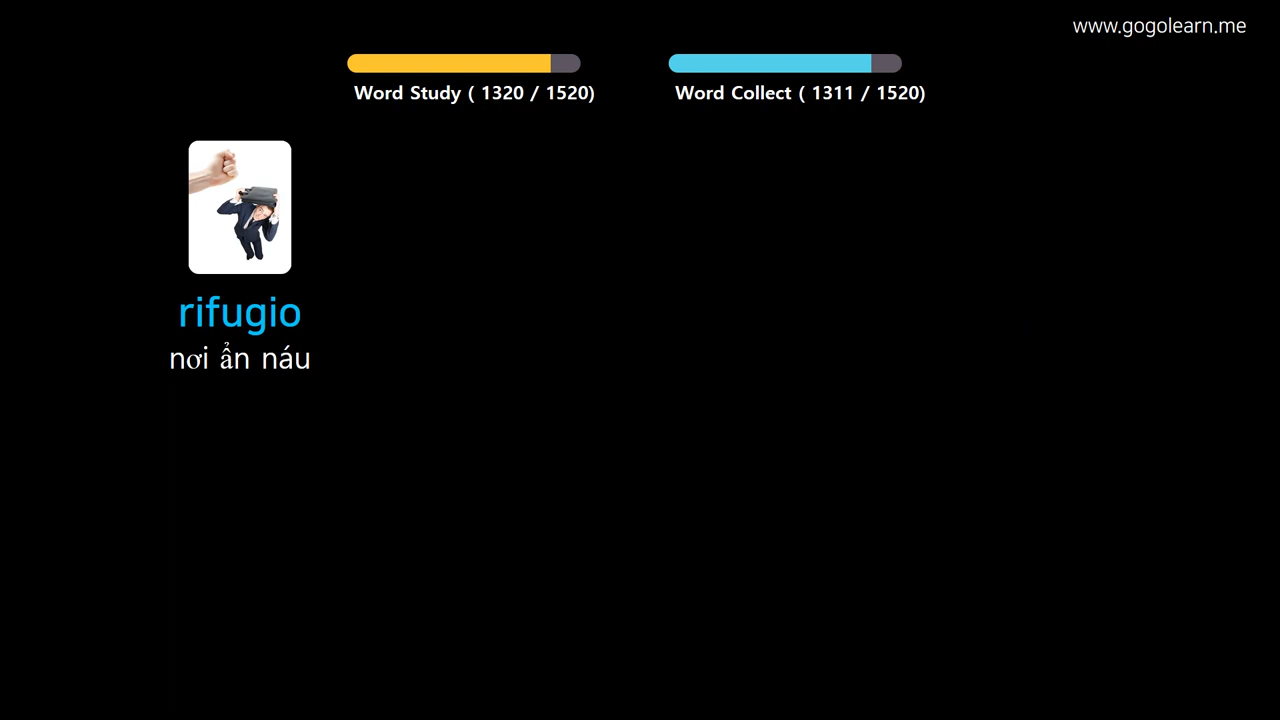 www.gogolearn.me
Word Study ( 1320 / 1520)
Word Collect ( 1311 / 1520)
rifugio
nơi ẩn náu